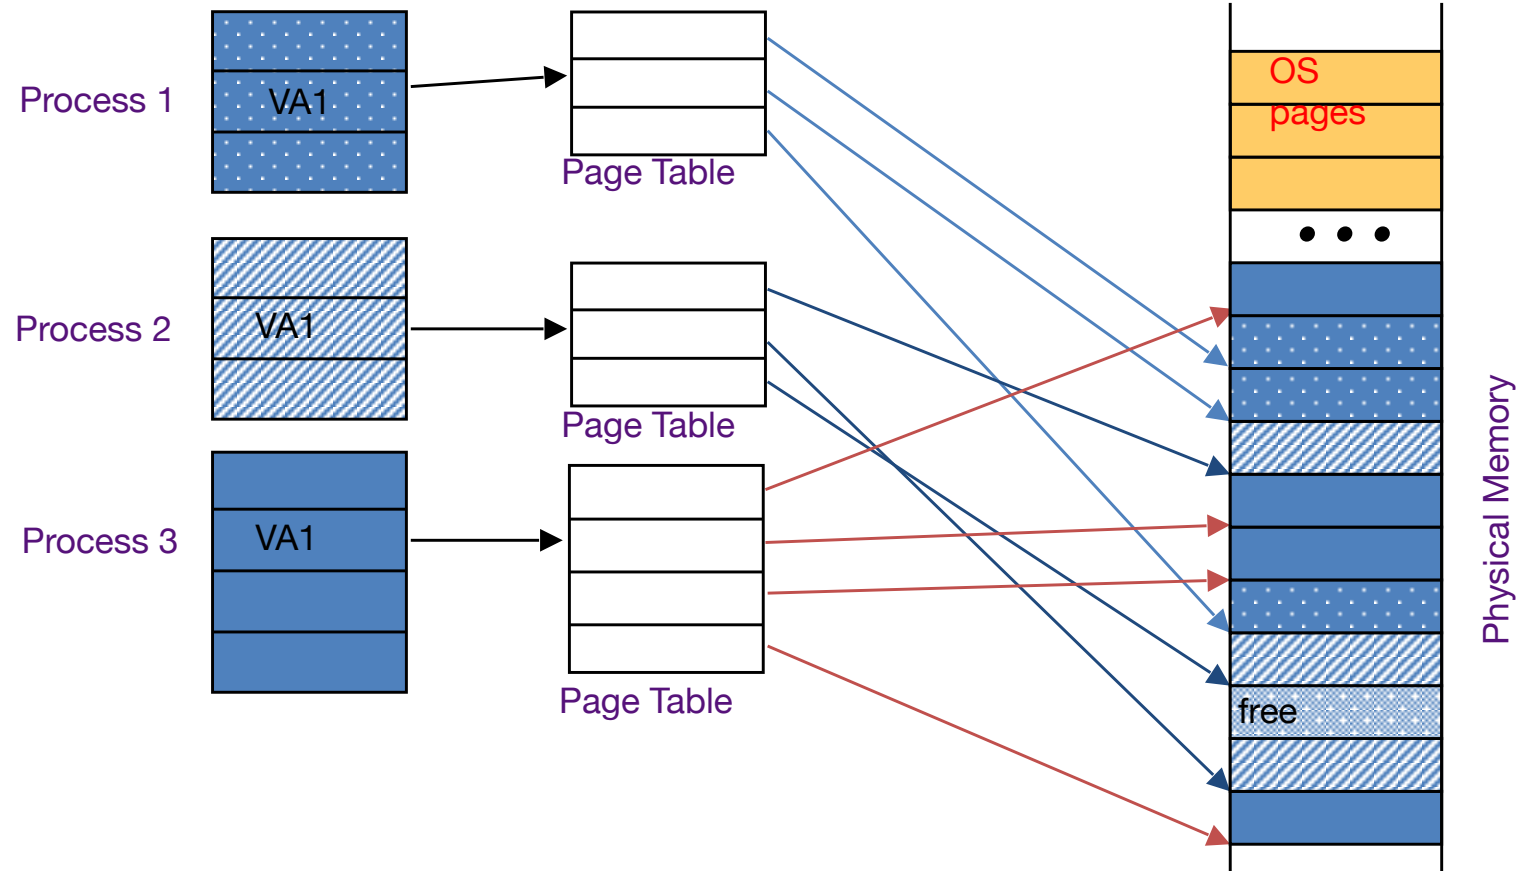 Process 1
VA1
Page Table
OS
pages
Process 2
VA1
Page Table
Process 3
VA1
Page Table
free
Physical Memory